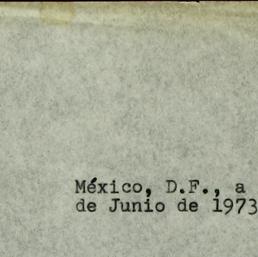 México, D.F., a
de Junio de 1973